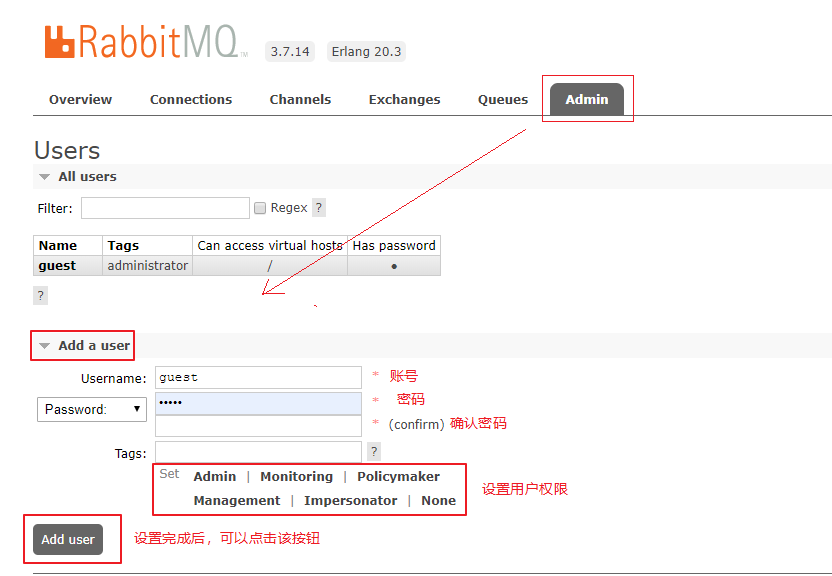 RabbitMQ TM 3.7.14 Erlang 20.3
Overview Connections Channels Exchanges Queues Admin
Users
All users
Filter: Regex ?
Name Tags Can access virtual hosts Has password
guest administrator / ●
?
Add a user
Username: guest * 账号
Password: ••••• * 密码
* (confirm) 确认密码
Tags: ?
Set Admin | Monitoring | Policymaker
Management | Impersonator | None
设置用户权限
Add user 设置完成后，可以点击该按钮